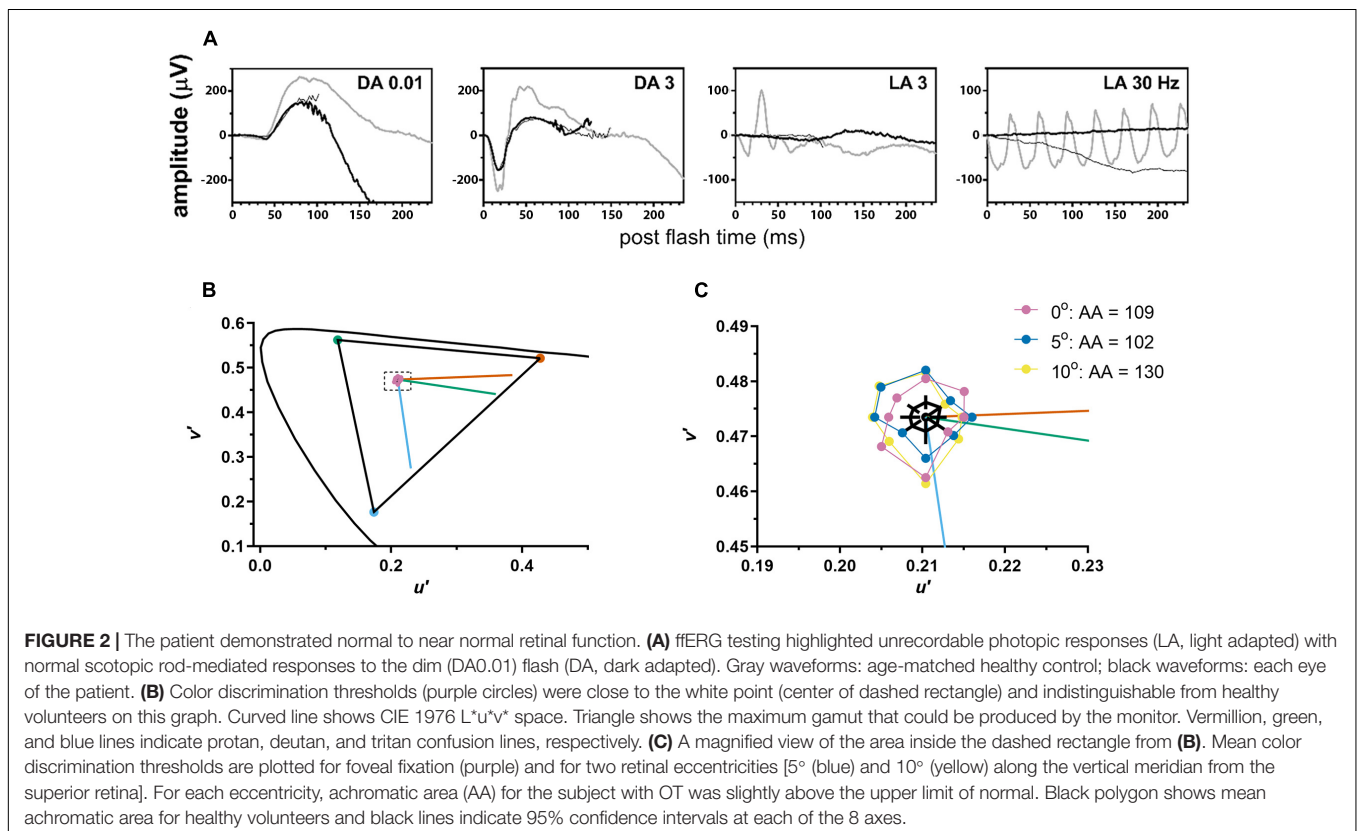 A
amplitude (µV)
200
0
-200
0 50 100 200
DA 0.01
200
0
-200
0 50 100 200
DA 3
100
0
-100
0 50 100 200
LA 3
100
0
-100
0 50 100 200
LA 30 Hz
post flash time (ms)
B
v'
0.6
0.5
0.4
0.3
0.2
0.1
0.0 0.2 0.4
u'
C
0°: AA = 109
5°: AA = 102
10°: AA = 130
v'
0.49
0.48
0.47
0.46
0.45
0.19 0.20 0.21 0.22 0.23
u'
FIGURE 2 | The patient demonstrated normal to near normal retinal function. (A) ffERG testing highlighted unrecordable photopic responses (LA, light adapted) with
normal scotopic rod-mediated responses to the dim (DA0.01) flash (DA, dark adapted). Gray waveforms: age-matched healthy control; black waveforms: each eye
of the patient. (B) Color discrimination thresholds (purple circles) were close to the white point (center of dashed rectangle) and indistinguishable from healthy
volunteers on this graph. Curved line shows CIE 1976 L*u*v* space. Triangle shows the maximum gamut that could be produced by the monitor. Vermillion, green,
and blue lines indicate protan, deutan, and tritan confusion lines, respectively. (C) A magnified view of the area inside the dashed rectangle from (B). Mean color
discrimination thresholds are plotted for foveal fixation (purple) and for two retinal eccentricities [5° (blue) and 10° (yellow) along the vertical meridian from the
superior retina]. For each eccentricity, achromatic area (AA) for the subject with OT was slightly above the upper limit of normal. Black polygon shows mean
achromatic area for healthy volunteers and black lines indicate 95% confidence intervals at each of the 8 axes.